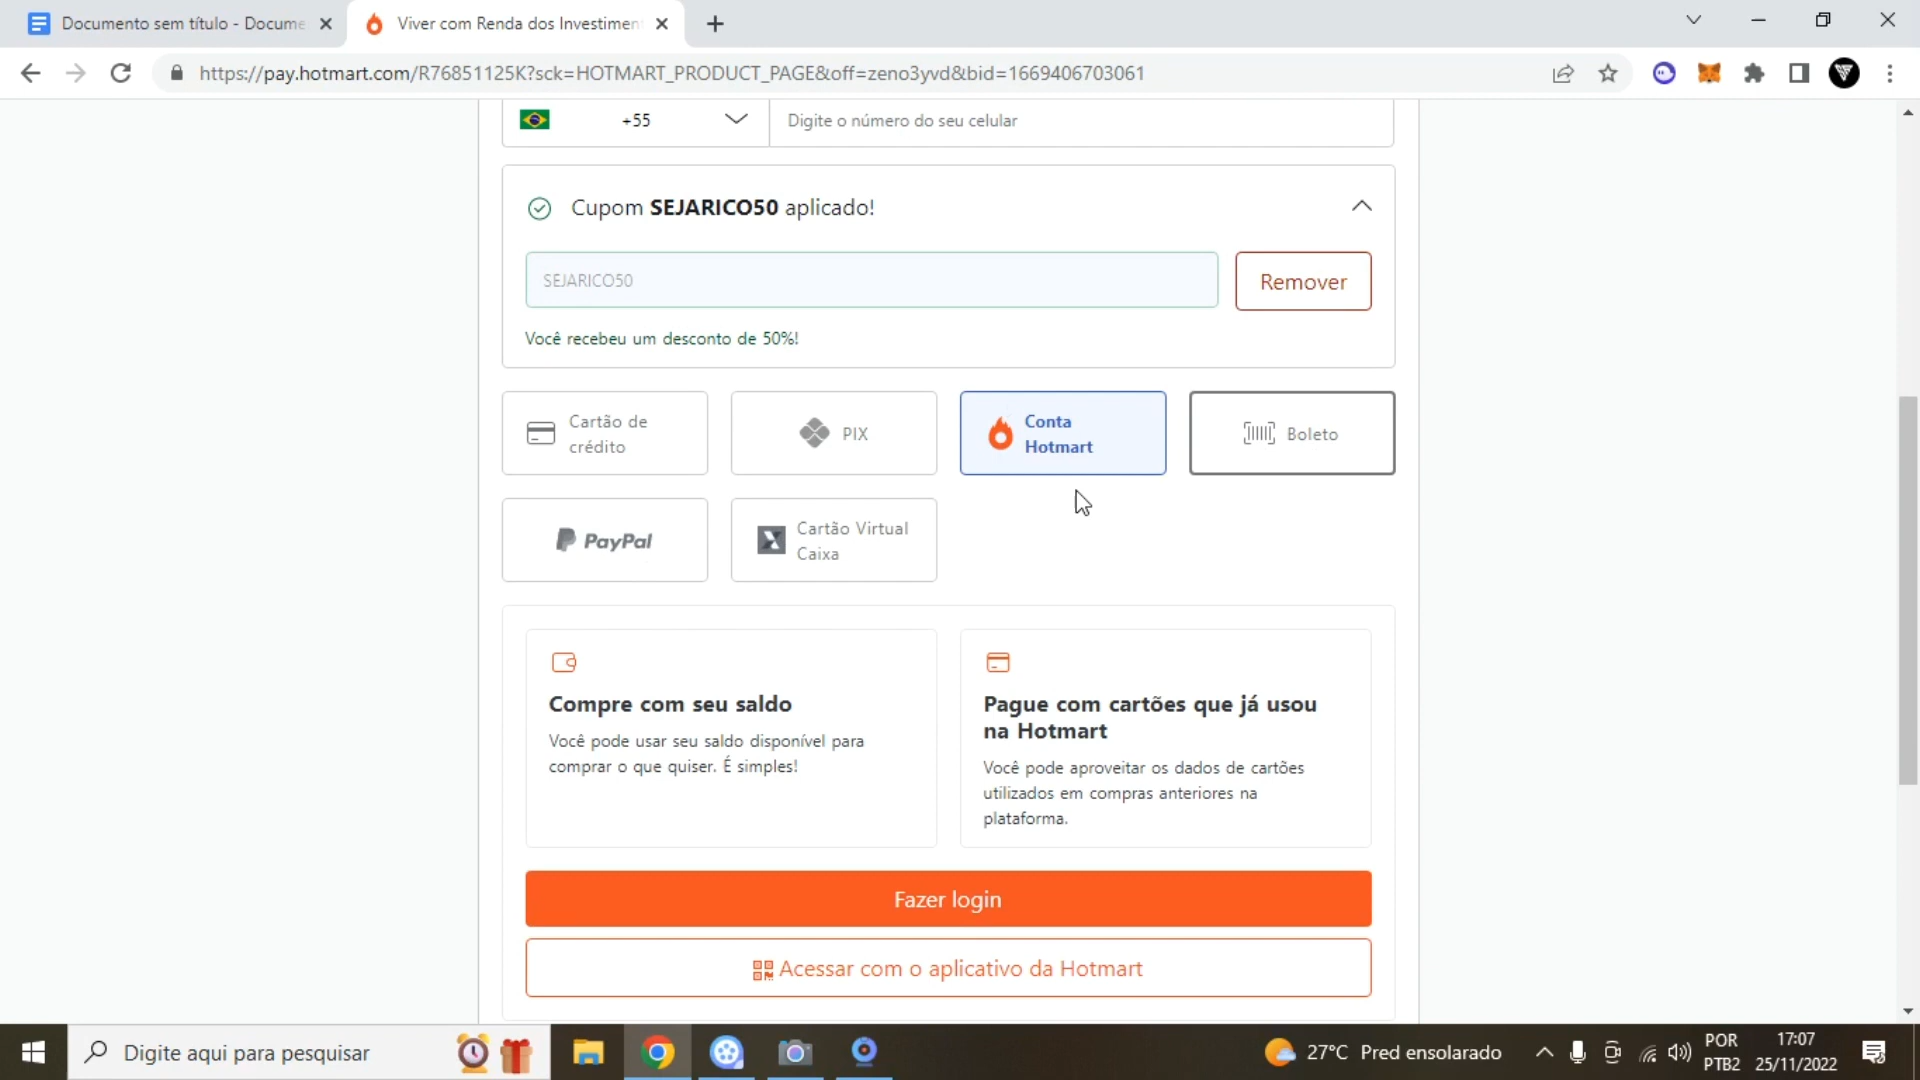 Documento sem título - Docume
Viver com Renda dos Investimen
https://pay.hotmart.com/R76851125K?sck=HOTMART_PRODUCT_PAGE&off=zeno3yvd&bid=1669406703061
+55
Digite o número do seu celular
Cupom SEJARICO50 aplicado!
SEJARICO50
Remover
Você recebeu um desconto de 50%!
Cartão de
crédito
PIX
Conta
Hotmart
Boleto
PayPal
Cartão Virtual
Caixa
Compre com seu saldo
Você pode usar seu saldo disponível para
comprar o que quiser. É simples!
Pague com cartões que já usou
na Hotmart
Você pode aproveitar os dados de cartões
utilizados em compras anteriores na
plataforma.
Fazer login
Acessar com o aplicativo da Hotmart
Digite aqui para pesquisar
27°C Pred ensolarado
POR
PTB2
17:07
25/11/2022